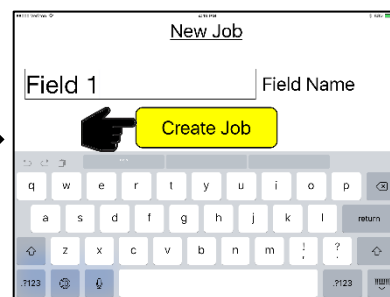 New Job
Field 1 Field Name
Create Job
q w e r t y u i o p
a s d f g h j k l return
z x c v b n m ! , ? .
.?123 .?123